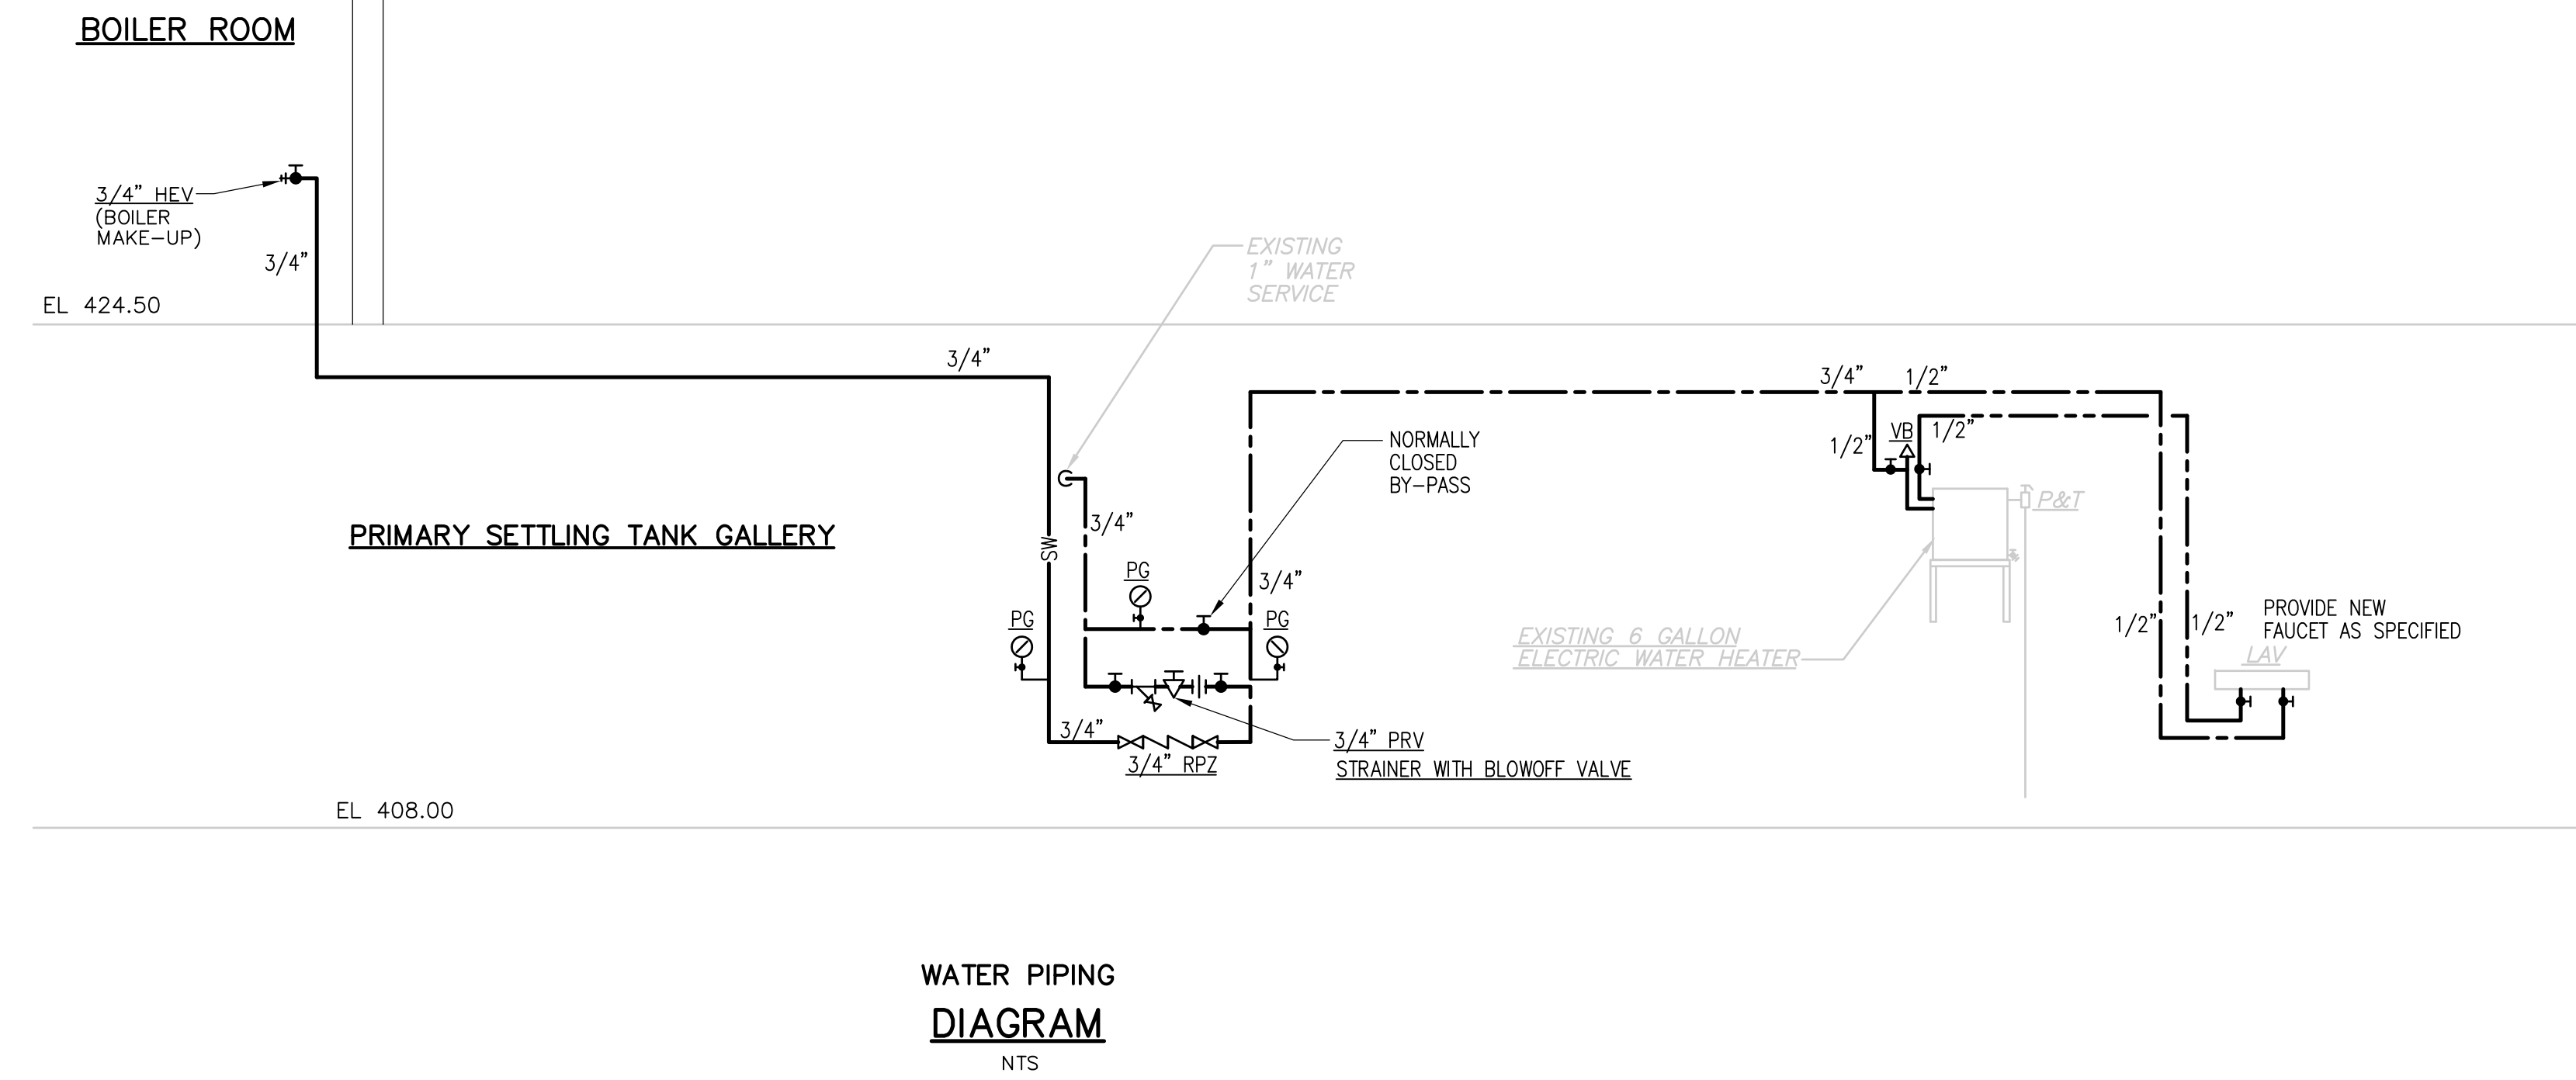 BOILER ROOM
3/4" HEV
(BOILER
MAKE-UP)
3/4"
EL 424.50
EXISTING
1" WATER
SERVICE
3/4"
3/4" 1/2"
1/2" VB 1/2"
NORMALLY
CLOSED
BY-PASS
PRIMARY SETTLING TANK GALLERY
SW
3/4"
P&T
PG
3/4"
PG
PG
EXISTING 6 GALLON
ELECTRIC WATER HEATER
1/2" 1/2"
PROVIDE NEW
FAUCET AS SPECIFIED
LAV
3/4"
3/4" RPZ
3/4" PRV
STRAINER WITH BLOWOFF VALVE
EL 408.00
WATER PIPING
DIAGRAM
NTS